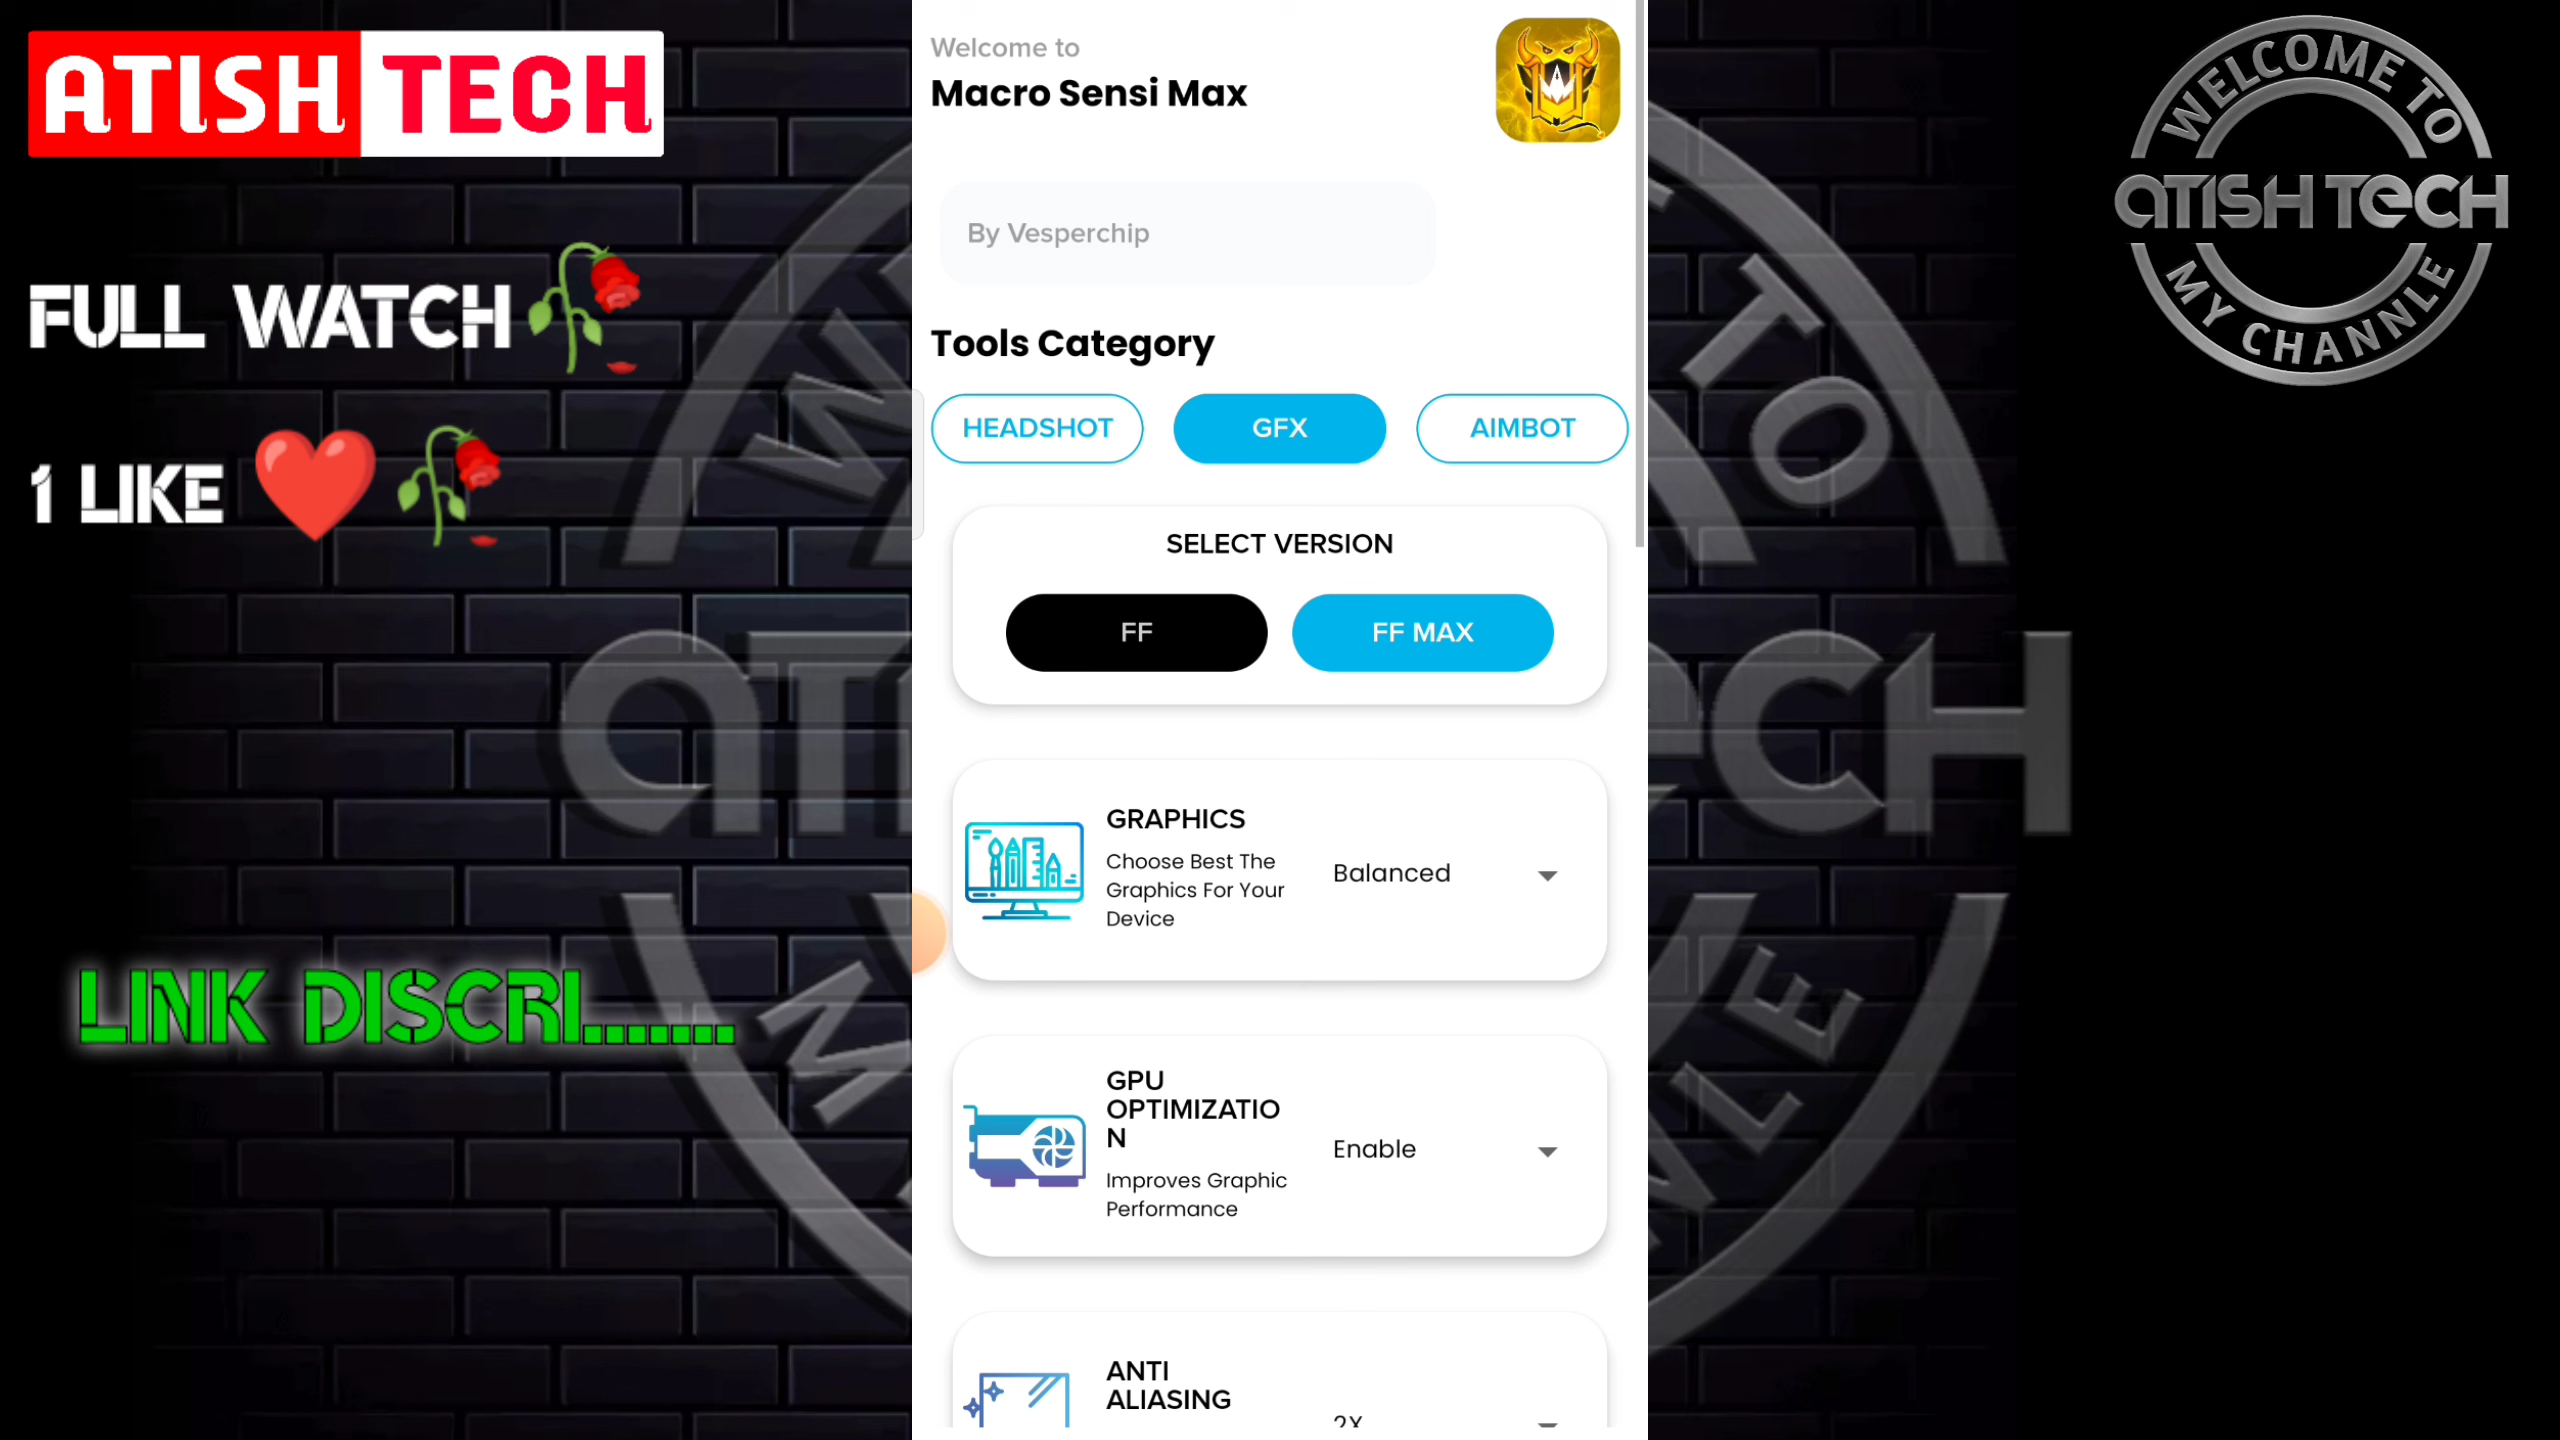 ATISH TECH
FULL WATCH
1 LIKE
LINK DISCRI.......
Welcome to
Macro Sensi Max
By Vesperchip
Tools Category
HEADSHOT GFX AIMBOT
SELECT VERSION
FF FF MAX
GRAPHICS
Choose Best The
Graphics For Your
Device
Balanced
GPU
OPTIMIZATIO
N
Improves Graphic
Performance
Enable
ANTI
ALIASING
2X
WELCOME TO
ATISH TECH
MY CHANNLE